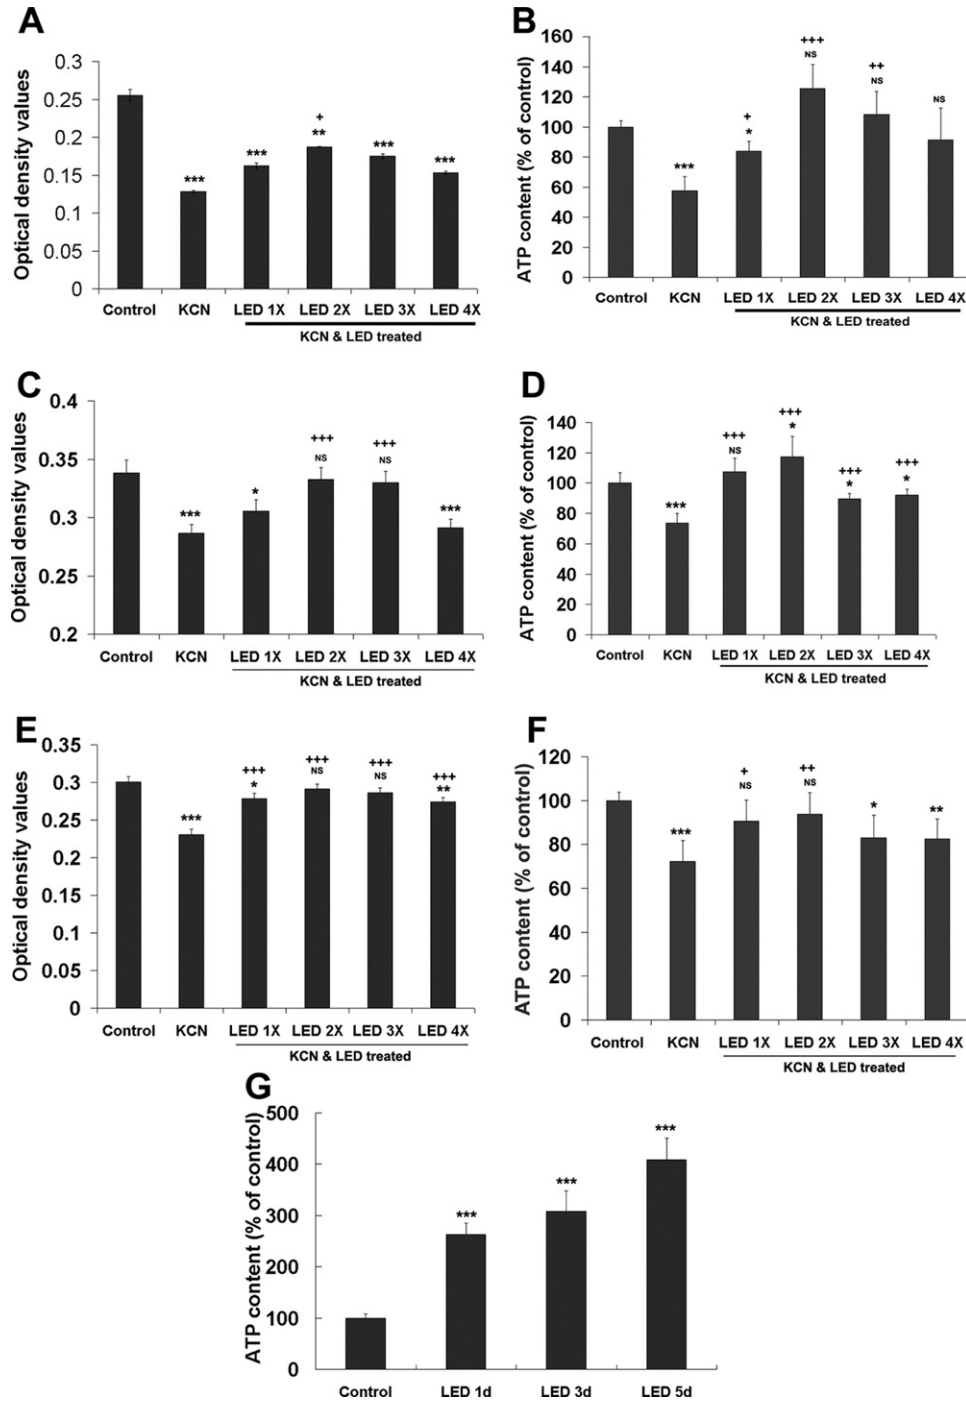 A
Optical density values
0.3
0.25
0.2
0.15
0.1
0.05
0
***
***
+
**
***
***
Control KCN LED 1X LED 2X LED 3X LED 4X
KCN & LED treated
B
ATP content (% of control)
160
140
120
100
80
60
40
20
0
***
+
*
+++
NS
++
NS
NS
Control KCN LED 1X LED 2X LED 3X LED 4X
KCN & LED treated
C
Optical density values
0.4
0.35
0.3
0.25
0.2
***
*
+++
NS
+++
NS
***
Control KCN LED 1X LED 2X LED 3X LED 4X
KCN & LED treated
D
ATP content (% of control)
140
120
100
80
60
40
20
0
***
+++
NS
+++
*
+++
*
+++
*
Control KCN LED 1X LED 2X LED 3X LED 4X
KCN & LED treated
E
Optical density values
0.35
0.3
0.25
0.2
0.15
0.1
0.05
0
***
+++
*
+++
NS
+++
NS
+++
**
Control KCN LED 1X LED 2X LED 3X LED 4X
KCN & LED treated
F
ATP content (% of control)
120
100
80
60
40
20
0
***
+
NS
++
NS
*
**
Control KCN LED 1X LED 2X LED 3X LED 4X
KCN & LED treated
G
ATP content (% of control)
500
400
300
200
100
0
***
***
***
Control LED 1d LED 3d LED 5d